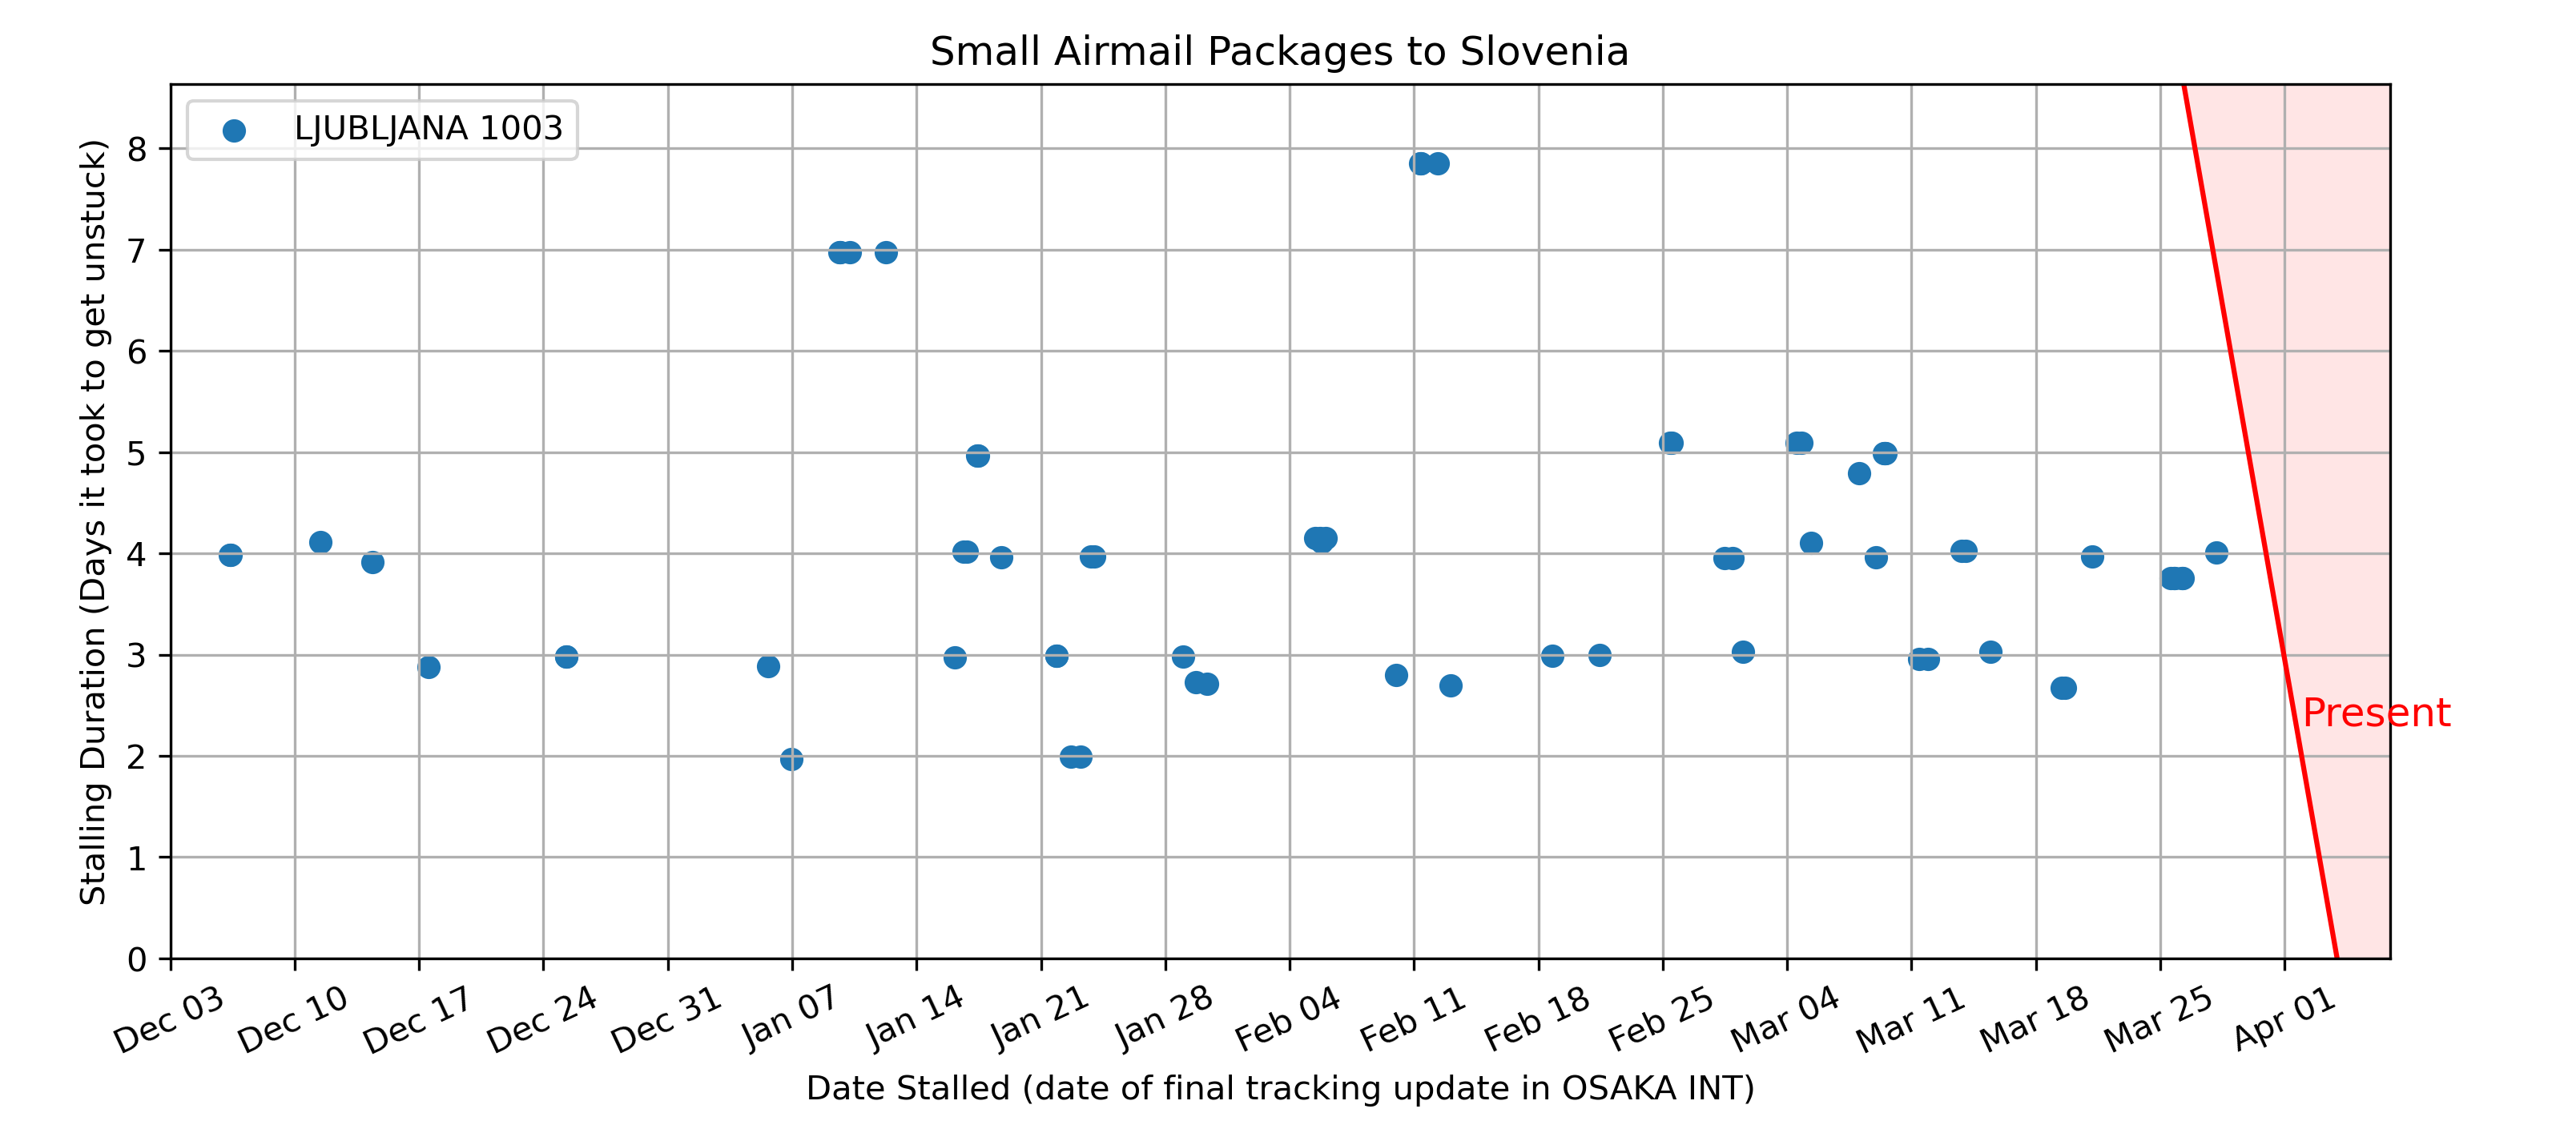 Small Airmail Packages to Slovenia
LJUBLJANA 1003
Stalling Duration (Days it took to get unstuck)
8
7
6
5
4
3
2
1
0
Present
Dec 03
Dec 10
Dec 17
Dec 24
Dec 31
Jan 07
Jan 14
Jan 21
Jan 28
Feb 04
Feb 11
Feb 18
Feb 25
Mar 04
Mar 11
Mar 18
Mar 25
Apr 01
Date Stalled (date of final tracking update in OSAKA INT)